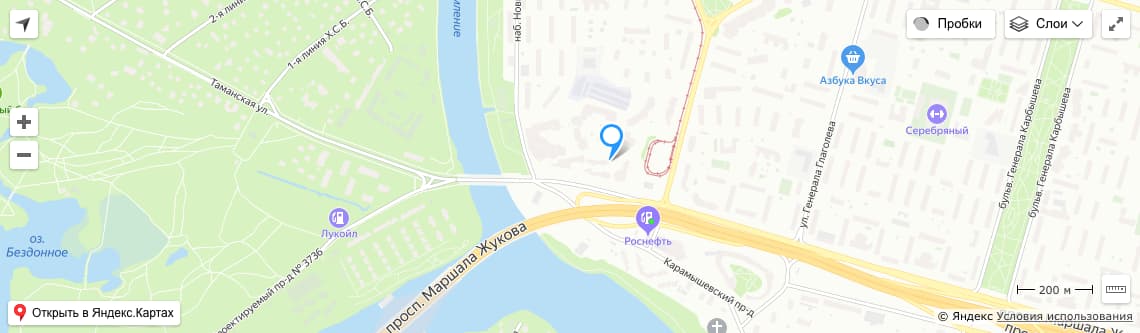 2-я линия Х.С.Б.
1-я линия Х.С.Б.
Таманская ул.
наб. Нов
Пробки
Слои
Азбука Вкуса
Серебряный
ул. Генерала Глаголева
бульв. Генерала Карбышева
бульв. Генерала Карбышева
оз.
Бездонное
Лукойл
роектируемый пр-д № 3736
просп. Маршала Жукова
Роснефть
Карамышевский пр-д
200 м
Открыть в Яндекс.Картах
© Яндекс Условия использования